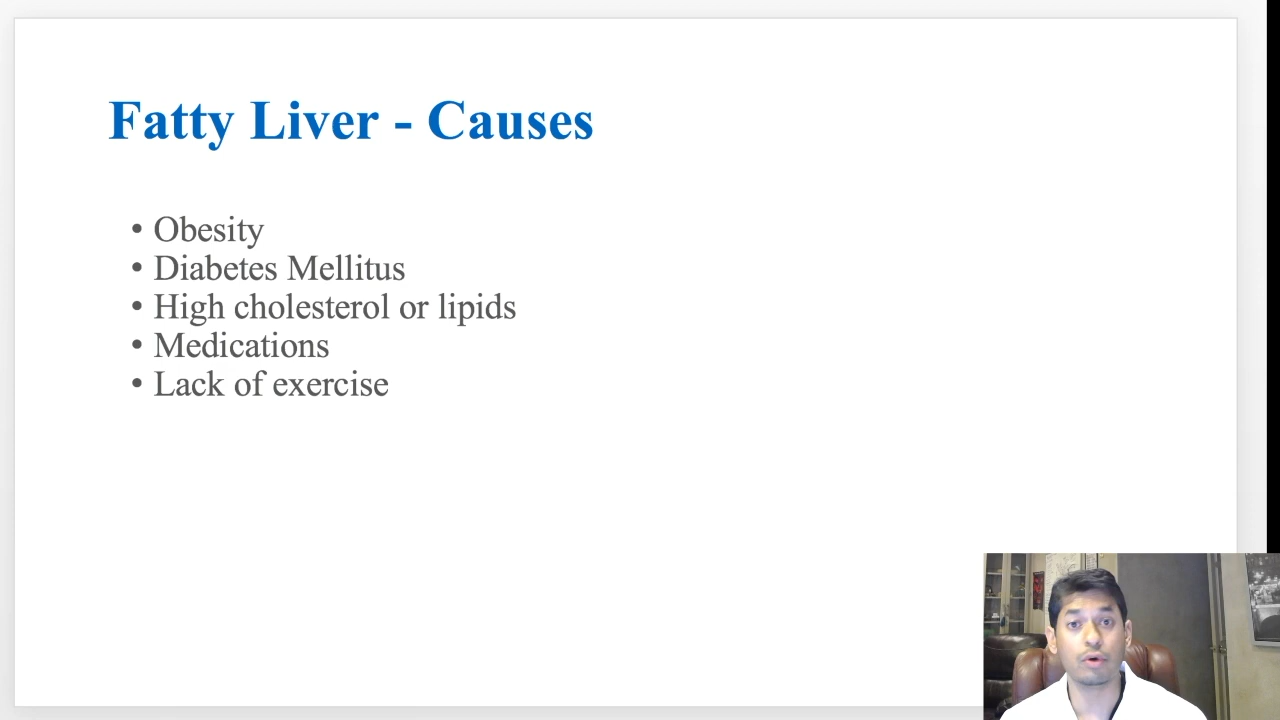 Fatty Liver - Causes
• Obesity
• Diabetes Mellitus
• High cholesterol or lipids
• Medications
• Lack of exercise